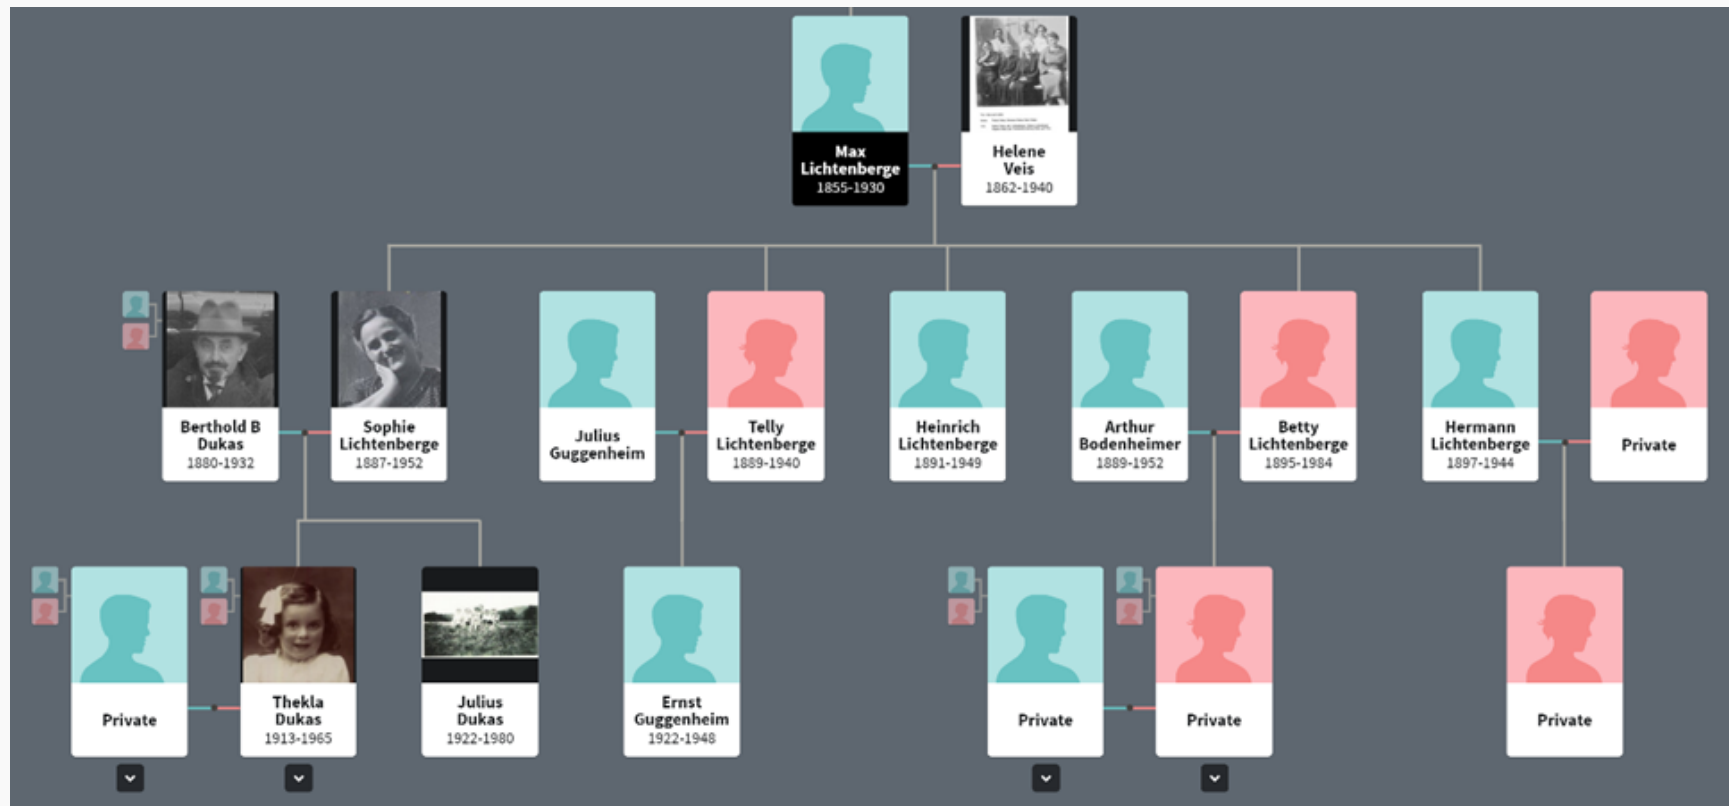 Max
Lichtenberge
1855-1930
Helene
Veis
1862-1940
Berthold B
Dukas
1880-1932
Sophie
Lichtenberge
1887-1952
Julius
Guggenheim
Telly
Lichtenberge
1889-1940
Heinrich
Lichtenberge
1891-1949
Arthur
Bodenheimer
1889-1952
Betty
Lichtenberge
1895-1984
Hermann
Lichtenberge
1897-1944
Private
Private
Thekla
Dukas
1913-1965
Julius
Dukas
1922-1980
Ernst
Guggenheim
1922-1948
Private
Private
Private